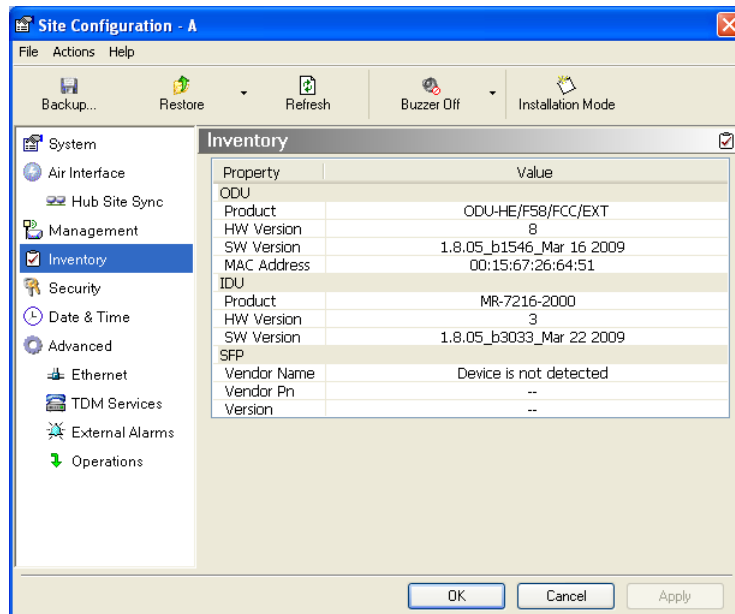 Site Configuration - A
File Actions Help
Backup... Restore Refresh Buzzer Off Installation Mode
System
Air Interface
Hub Site Sync
Management
Inventory
Security
Date & Time
Advanced
Ethernet
TDM Services
External Alarms
Operations
Inventory
Property Value
ODU
Product ODU-HE/F58/FCC/EXT
HW Version 8
SW Version 1.8.05_b1546_Mar 16 2009
MAC Address 00:15:67:26:64:51
IDU
Product MR-7216-2000
HW Version 3
SW Version 1.8.05_b3033_Mar 22 2009
SFP
Vendor Name Device is not detected
Vendor Pn --
Version --
OK Cancel Apply